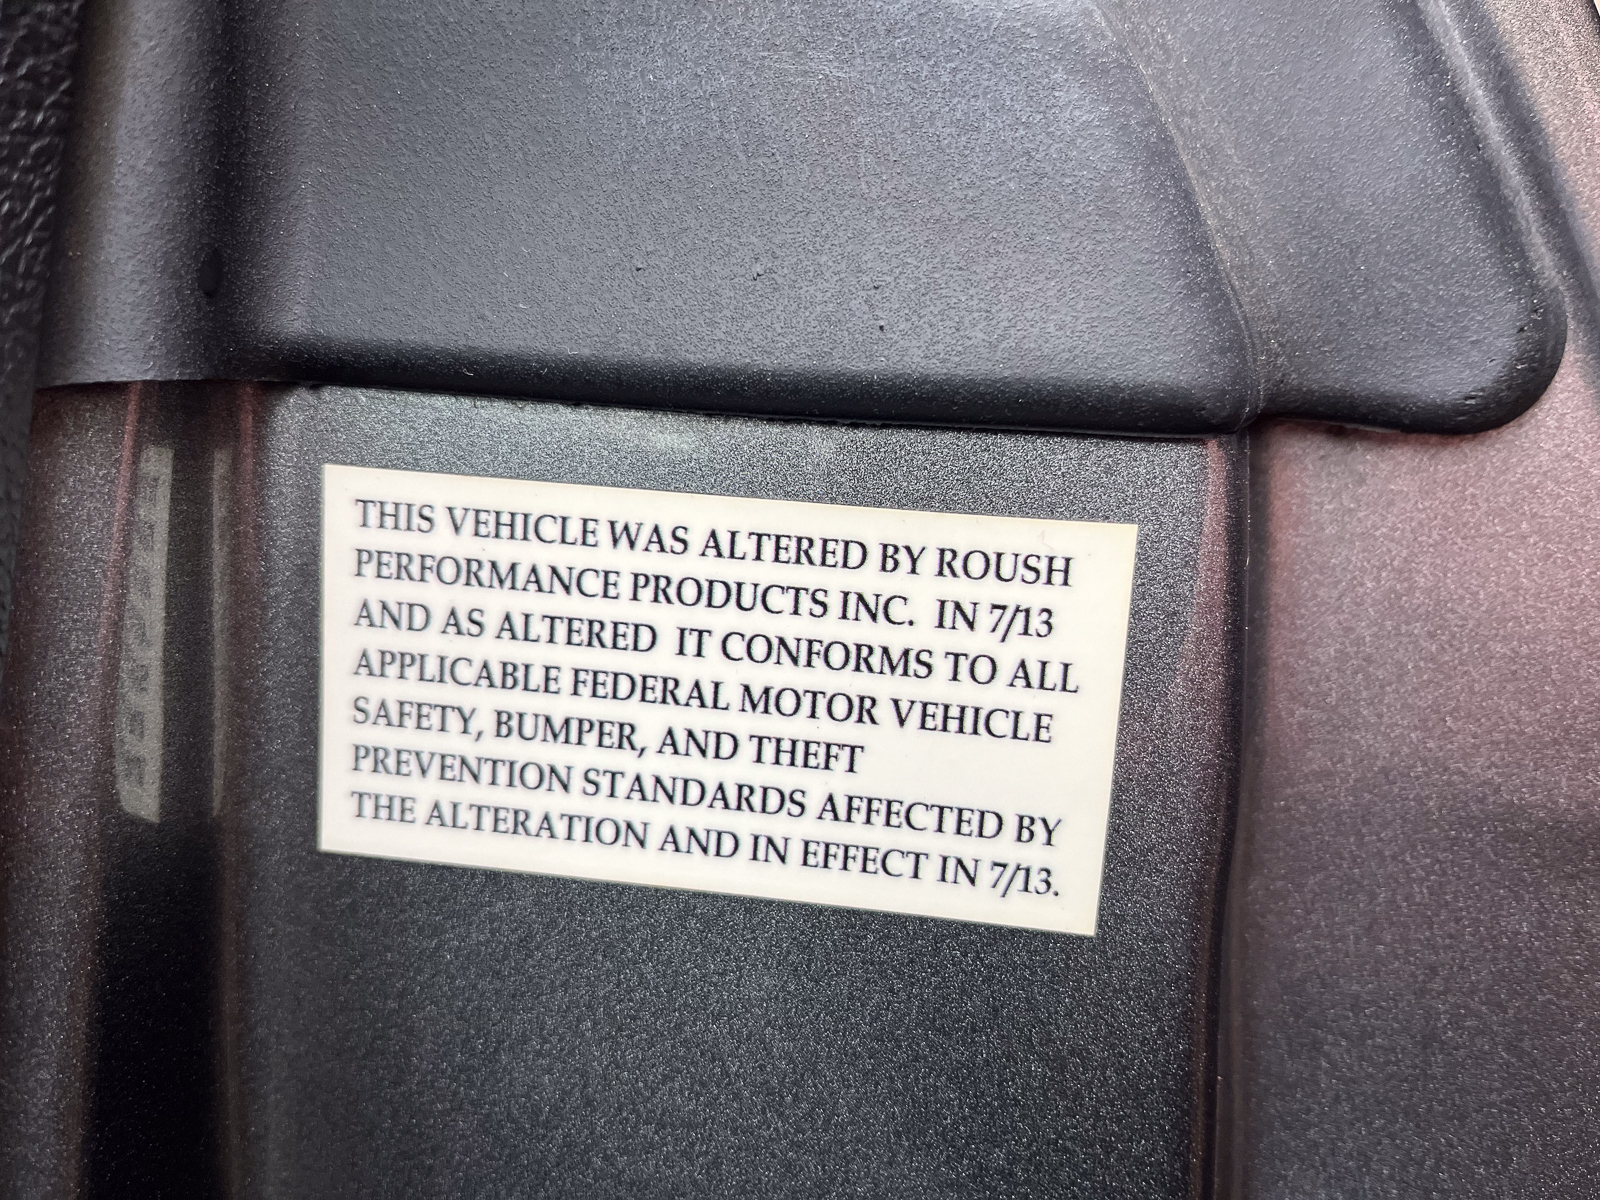 THIS VEHICLE WAS ALTERED BY ROUSH
PERFORMANCE PRODUCTS INC. IN 7/13
AND AS ALTERED IT CONFORMS TO ALL
APPLICABLE FEDERAL MOTOR VEHICLE
SAFETY, BUMPER, AND THEFT
PREVENTION STANDARDS AFFECTED BY
THE ALTERATION AND IN EFFECT IN 7/13.